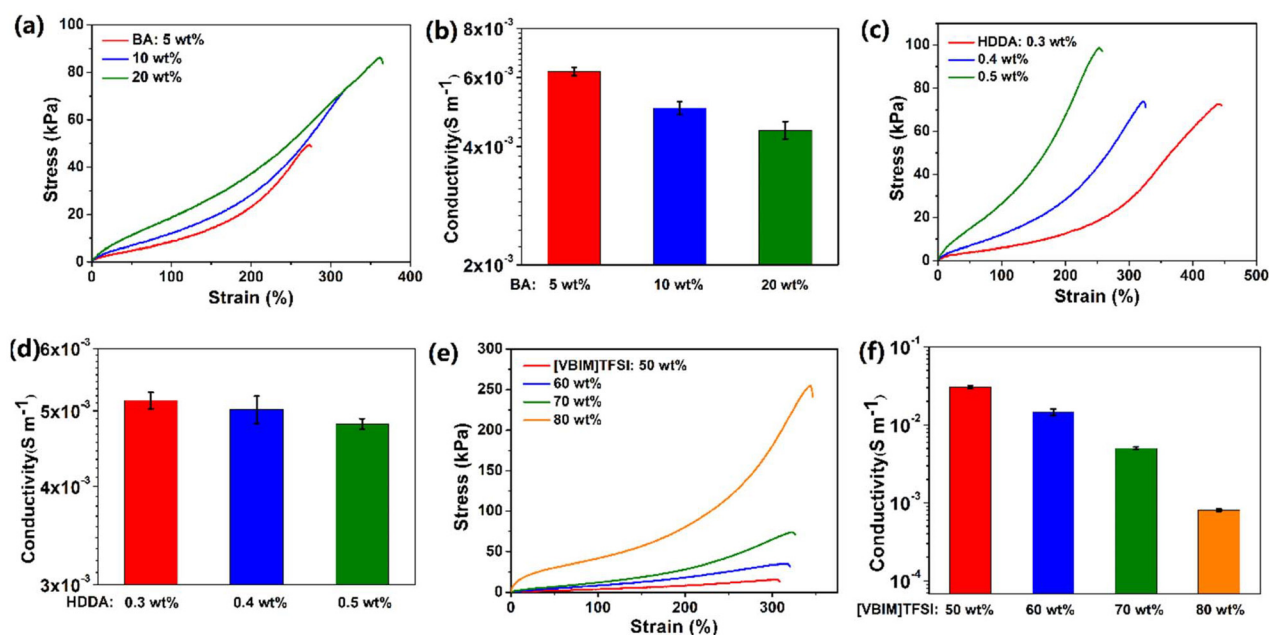 (a)
100
80
60
40
20
0
Stress (kPa)
BA: 5 wt%
10 wt%
20 wt%
0 100 200 300 400
Strain (%)
(b)
8x10⁻³
6x10⁻³
4x10⁻³
2x10⁻³
Conductivity(S m⁻¹)
BA: 5 wt% 10 wt% 20 wt%
(c)
100
80
60
40
20
0
Stress (kPa)
HDDA: 0.3 wt%
0.4 wt%
0.5 wt%
0 100 200 300 400 500
Strain (%)
(d)
6x10⁻³
5x10⁻³
4x10⁻³
3x10⁻³
Conductivity(S m⁻¹)
HDDA: 0.3 wt% 0.4 wt% 0.5 wt%
(e)
300
250
200
150
100
50
0
Stress (kPa)
[VBIM]TFSI: 50 wt%
60 wt%
70 wt%
80 wt%
0 100 200 300
Strain (%)
(f)
10⁻¹
10⁻²
10⁻³
10⁻⁴
Conductivity(S m⁻¹)
[VBIM]TFSI: 50 wt% 60 wt% 70 wt% 80 wt%